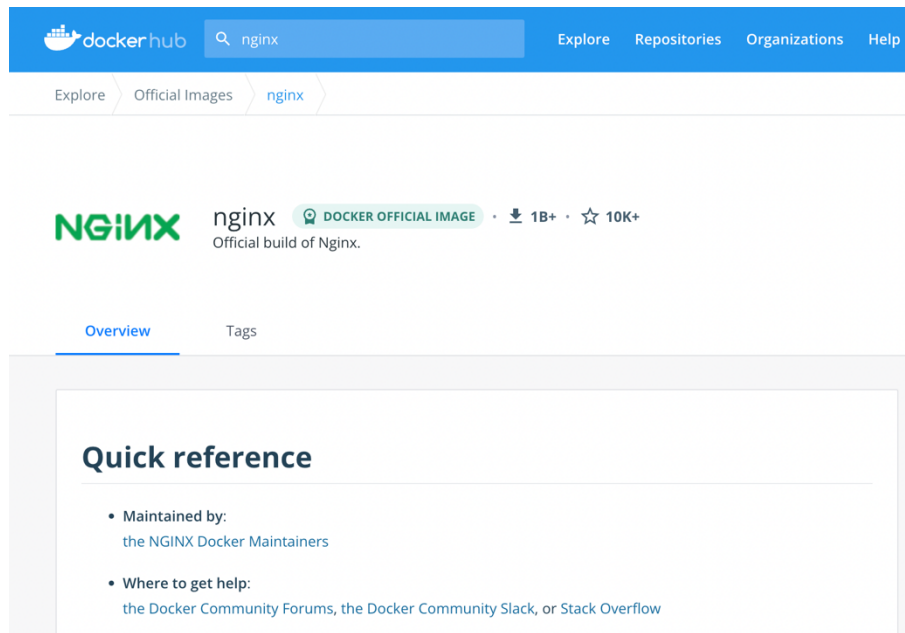 dockerhub
nginx
Explore Repositories Organizations Help
Explore Official Images nginx
NGINX
nginx DOCKER OFFICIAL IMAGE · 1B+ · 10K+
Official build of Nginx.
Overview Tags
Quick reference
• Maintained by:
the NGINX Docker Maintainers
• Where to get help:
the Docker Community Forums, the Docker Community Slack, or Stack Overflow